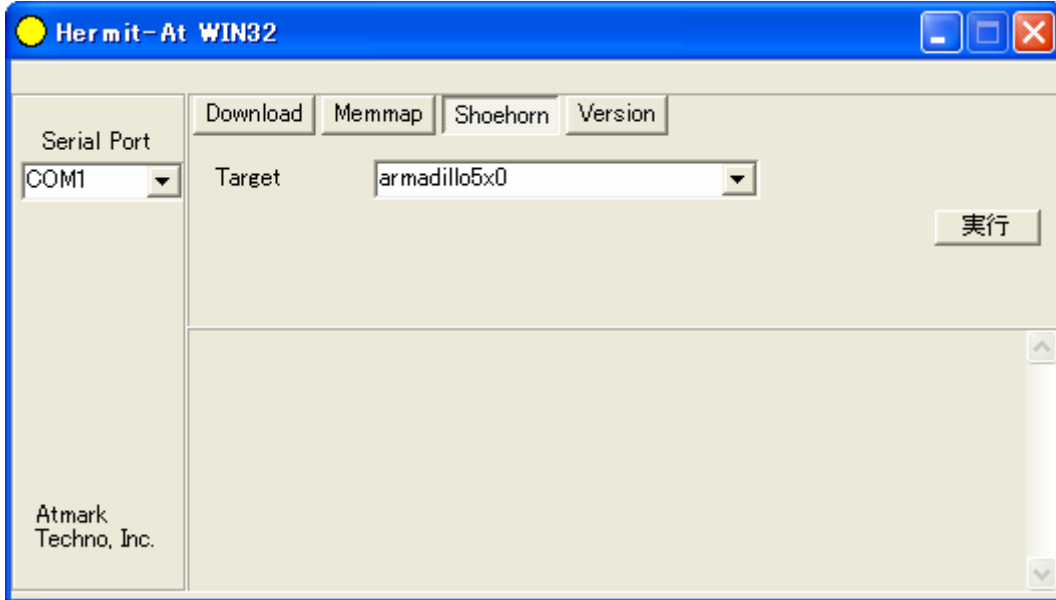 Hermit-At WIN32
Serial Port
COM1
Download Memmap Shoehorn Version
Target armadillo5x0
実行
Atmark
Techno, Inc.